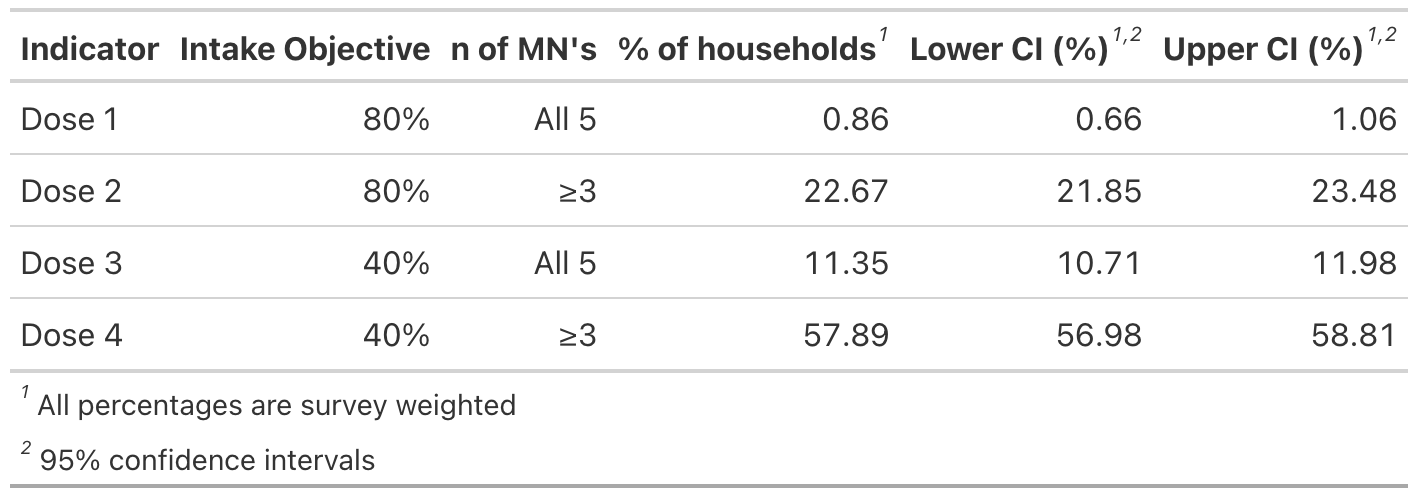 Indicator Intake Objective n of MN's % of households¹ Lower CI (%)¹,² Upper CI (%)¹,²
Dose 1 80% All 5 0.86 0.66 1.06
Dose 2 80% ≥3 22.67 21.85 23.48
Dose 3 40% All 5 11.35 10.71 11.98
Dose 4 40% ≥3 57.89 56.98 58.81
¹ All percentages are survey weighted
² 95% confidence intervals